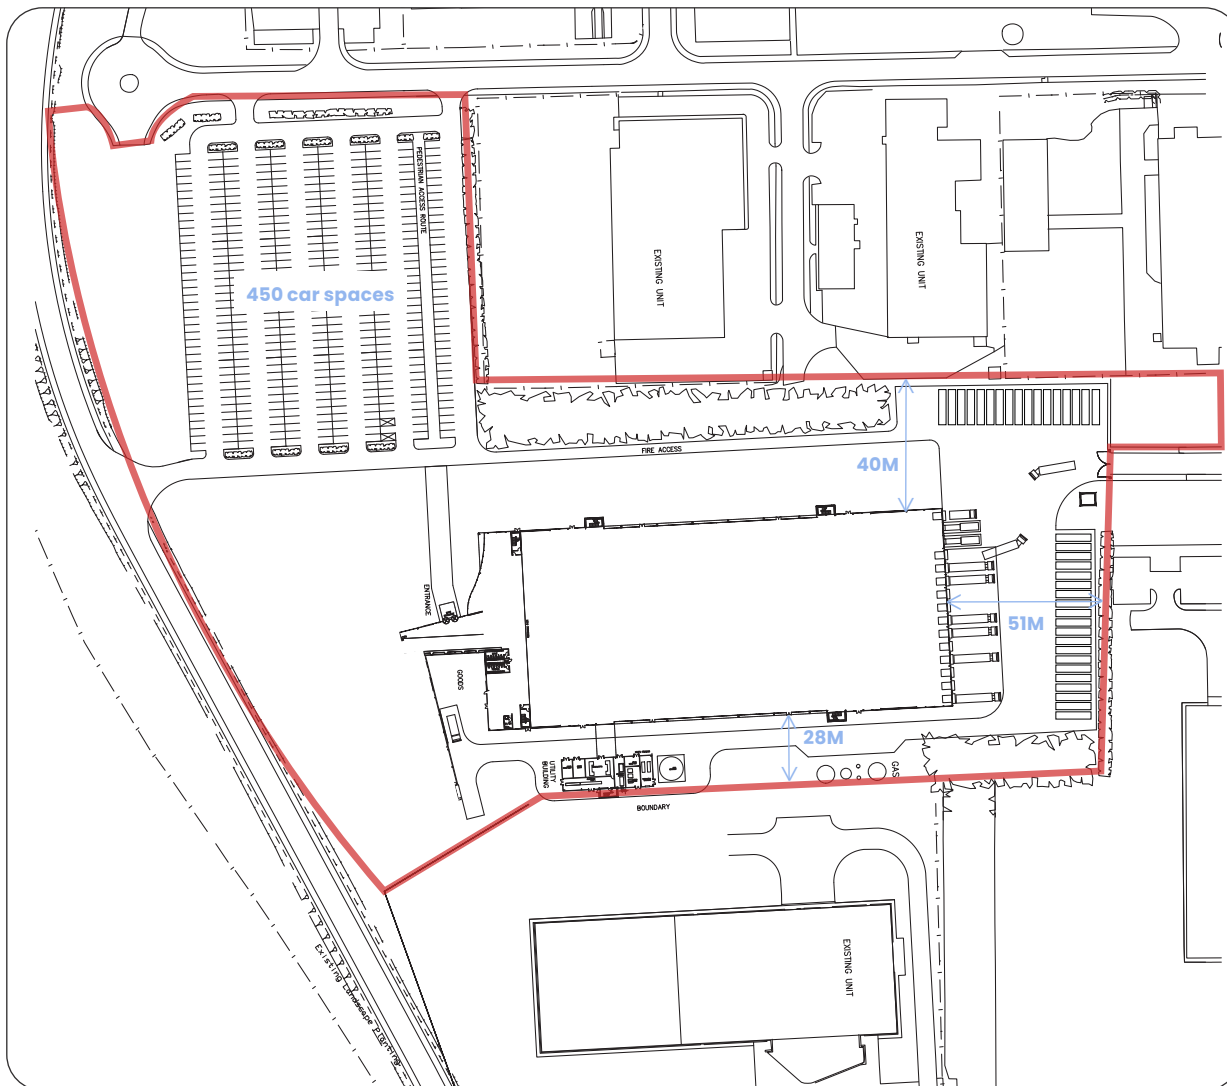 PEDESTRIAN ACCESS ROUTE
EXISTING UNIT
EXISTING UNIT
450 car spaces
FIRE ACCESS
40M
ENTRANCE
51M
GOODS
28M
UTILITY
BUILDING
GAS
BOUNDARY
EXISTING UNIT
Existing Landscape Planting